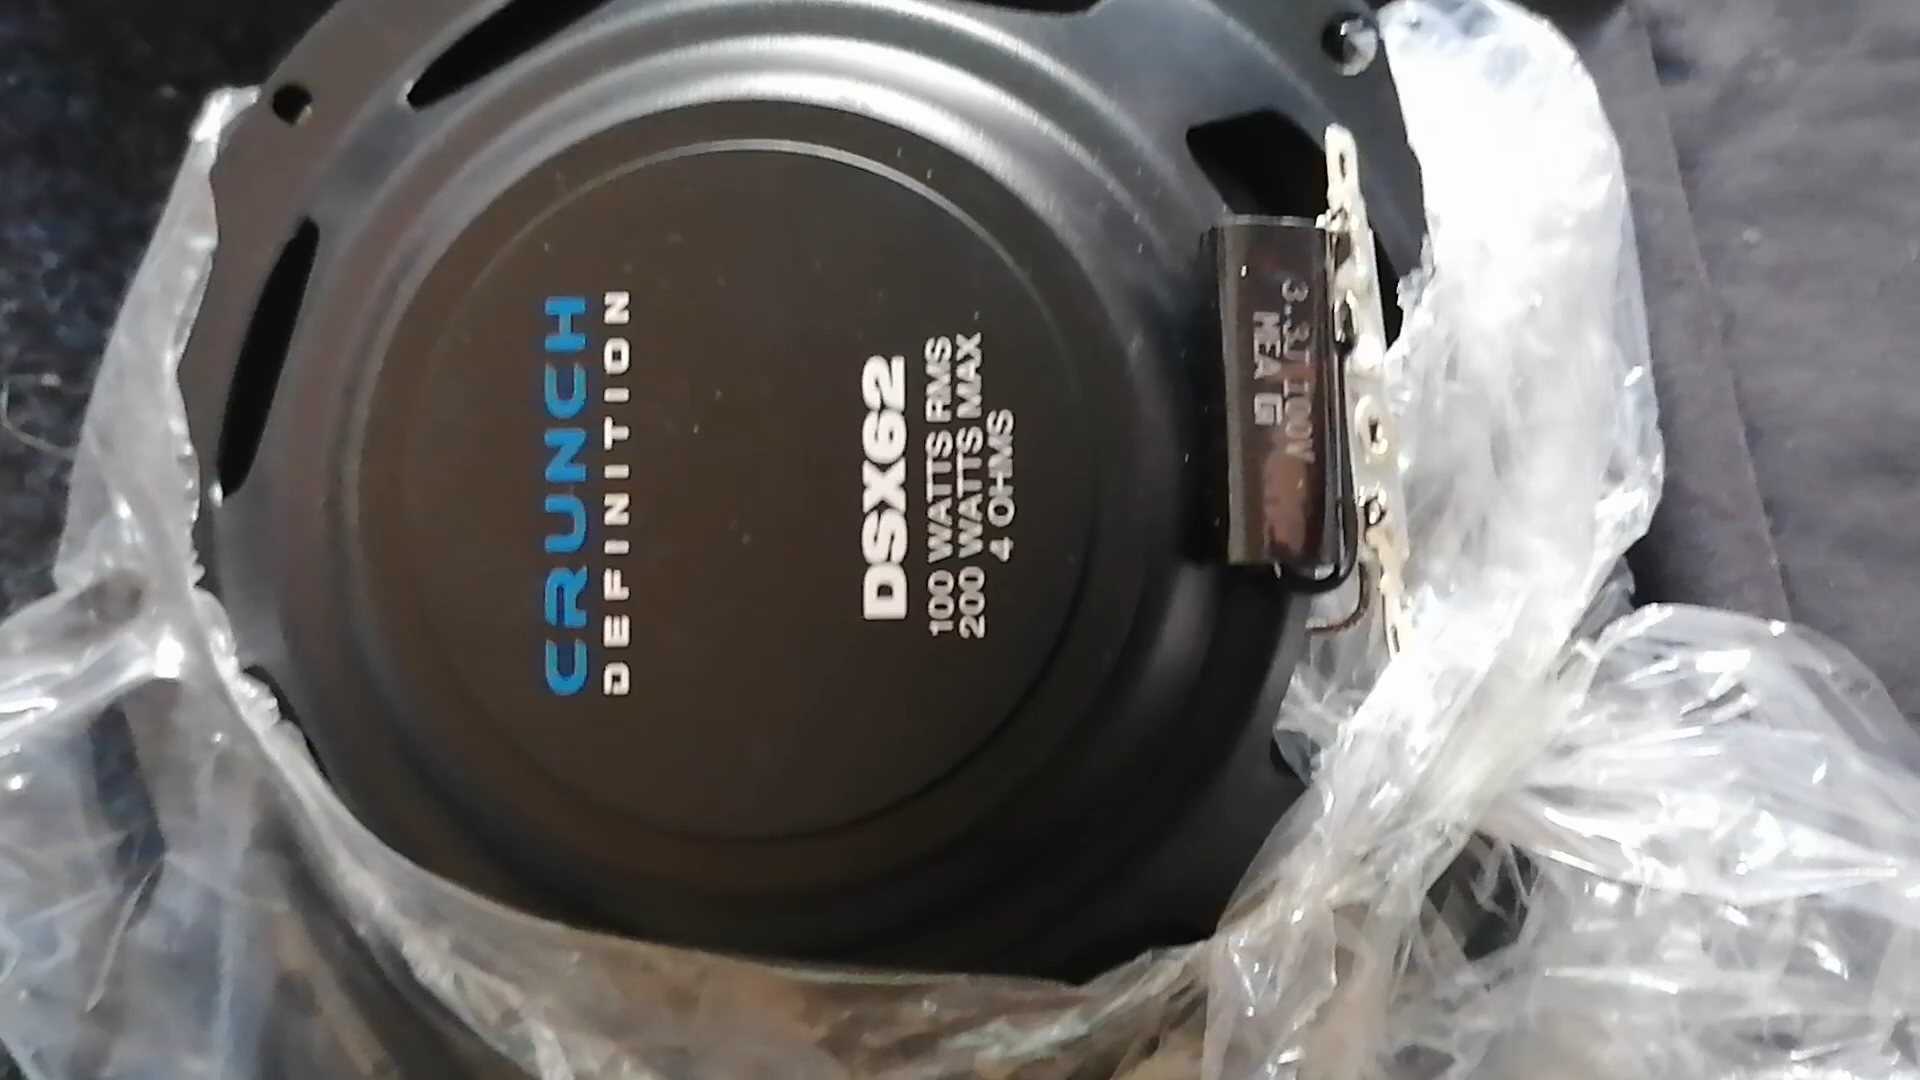 CRUNCH
DEFINITION
DSX62
100 WATTS RMS
200 WATTS MAX
4 OHMS
3.3J 100V